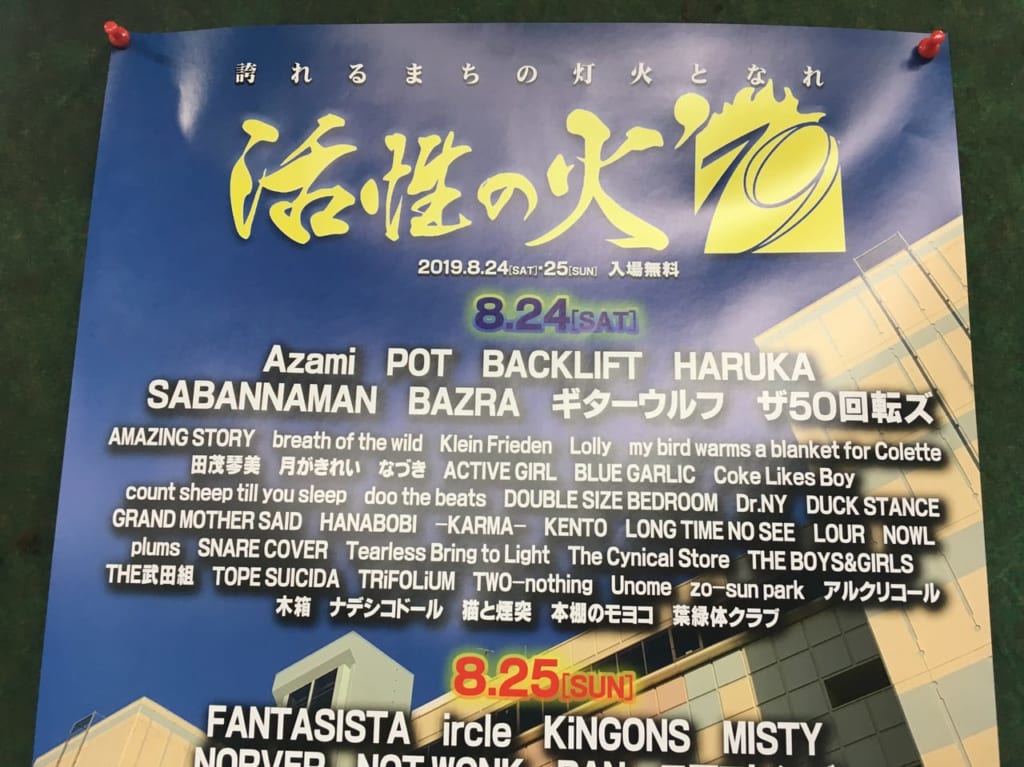 誇れるまちの灯火となれ
活性の火'19
2019.8.24[SAT]・25[SUN] 入場無料
8.24[SAT]
Azami POT BACKLIFT HARUKA
SABANNAMAN BAZRA ギターウルフ ザ50回転ズ
AMAZING STORY breath of the wild Klein Frieden Lolly my bird warms a blanket for Colette
田茂琴美 月がきれい なづき ACTIVE GIRL BLUE GARLIC Coke Likes Boy
count sheep till you sleep doo the beats DOUBLE SIZE BEDROOM Dr.NY DUCK STANCE
GRAND MOTHER SAID HANABOBI -KARMA- KENTO LONG TIME NO SEE LOUR NOWL
plums SNARE COVER Tearless Bring to Light The Cynical Store THE BOYS&GIRLS
THE武田組 TOPE SUICIDA TRiFOLiUM TWO-nothing Unome zo-sun park アルクリコール
木箱 ナデシコドール 猫と煙突 本棚のモヨコ 葉緑体クラブ
8.25[SUN]
FANTASISTA ircle KiNGONS MISTY
NORVER NOT WONK